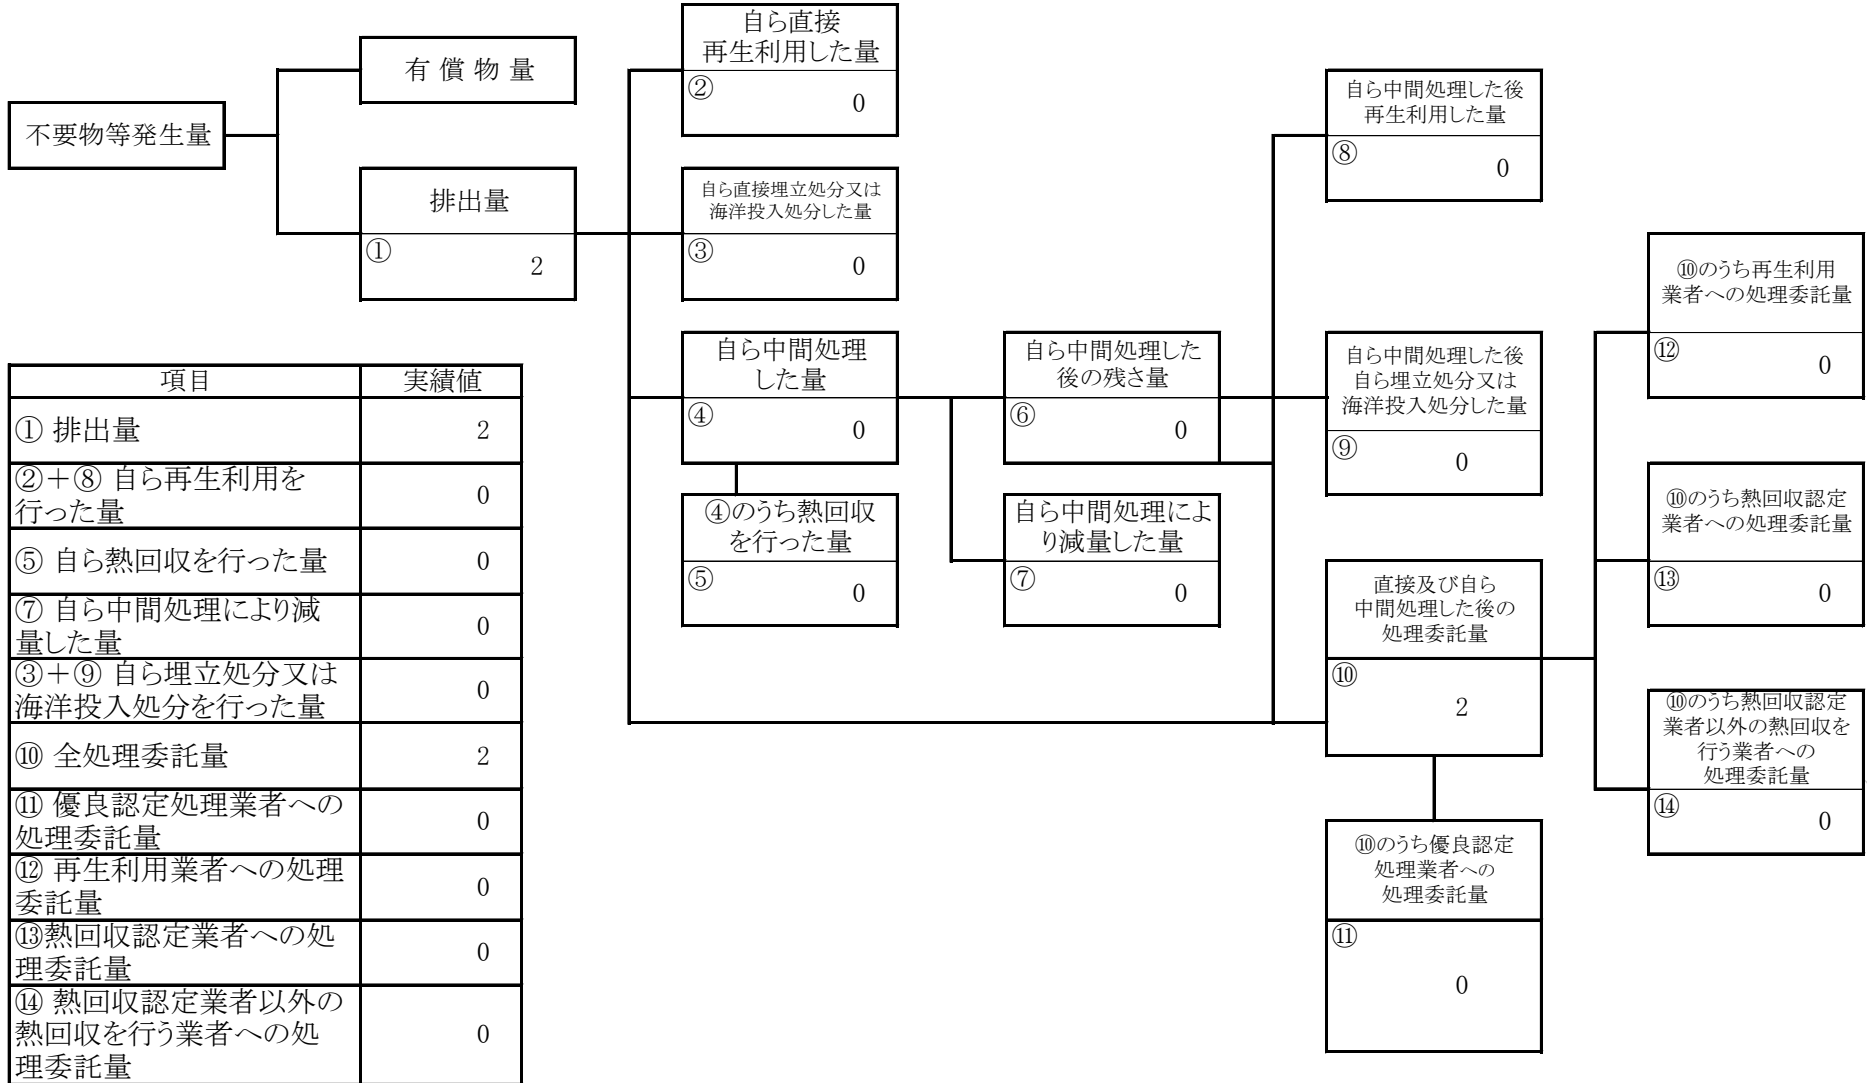 不要物等発生量
有償物量
排出量
①
2
自ら直接
再生利用した量
②
0
自ら直接埋立処分又は
海洋投入処分した量
③
0
自ら中間処理
した量
④
0
④のうち熱回収
を行った量
⑤
0
自ら中間処理した
後の残さ量
⑥
0
自ら中間処理によ
り減量した量
⑦
0
自ら中間処理した後
再生利用した量
⑧
0
自ら中間処理した後
自ら埋立処分又は
海洋投入処分した量
⑨
0
直接及び自ら
中間処理した後の
処理委託量
⑩
2
⑩のうち優良認定
処理業者への
処理委託量
⑪
0
⑩のうち再生利用
業者への処理委託量
⑫
0
⑩のうち熱回収認定
業者への処理委託量
⑬
0
⑩のうち熱回収認定
業者以外の熱回収を
行う業者への
処理委託量
⑭
0
項目 実績値
① 排出量 2
②+⑧ 自ら再生利用を
行った量 0
⑤ 自ら熱回収を行った量 0
⑦ 自ら中間処理により減
量した量 0
③+⑨ 自ら埋立処分又は
海洋投入処分を行った量 0
⑩ 全処理委託量 2
⑪ 優良認定処理業者への
処理委託量 0
⑫ 再生利用業者への処理
委託量 0
⑬熱回収認定業者への処
理委託量 0
⑭ 熱回収認定業者以外の
熱回収を行う業者への処
理委託量 0